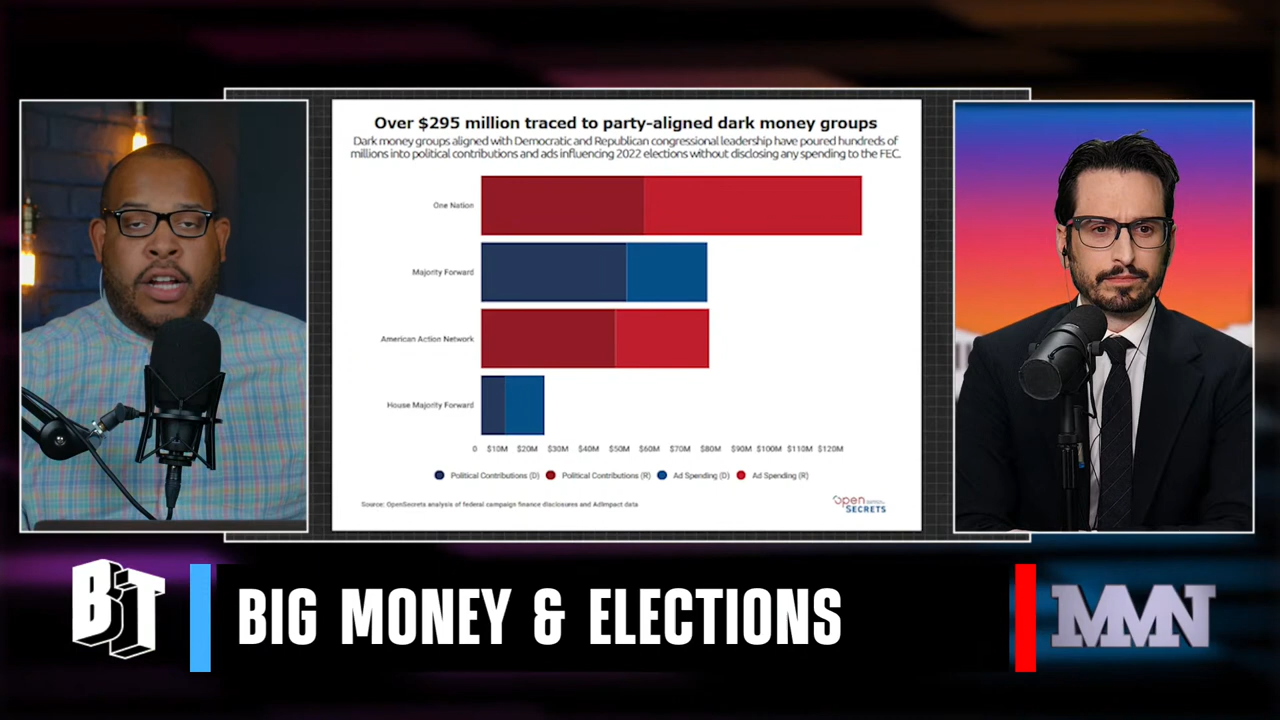 Over $295 million traced to party-aligned dark money groups
Dark money groups aligned with Democratic and Republican congressional leadership have poured hundreds of
millions into political contributions and ads influencing 2022 elections without disclosing any spending to the FEC.
One Nation
Majority Forward
American Action Network
House Majority Forward
0 $10M $20M $30M $40M $50M $60M $70M $80M $90M $100M $110M $120M
Political Contributions (D) Political Contributions (R) Ad Spending (D) Ad Spending (R)
Source: OpenSecrets analysis of federal campaign finance disclosures and AdImpact data
Open
SECRETS
BT
BIG MONEY & ELECTIONS
MMN